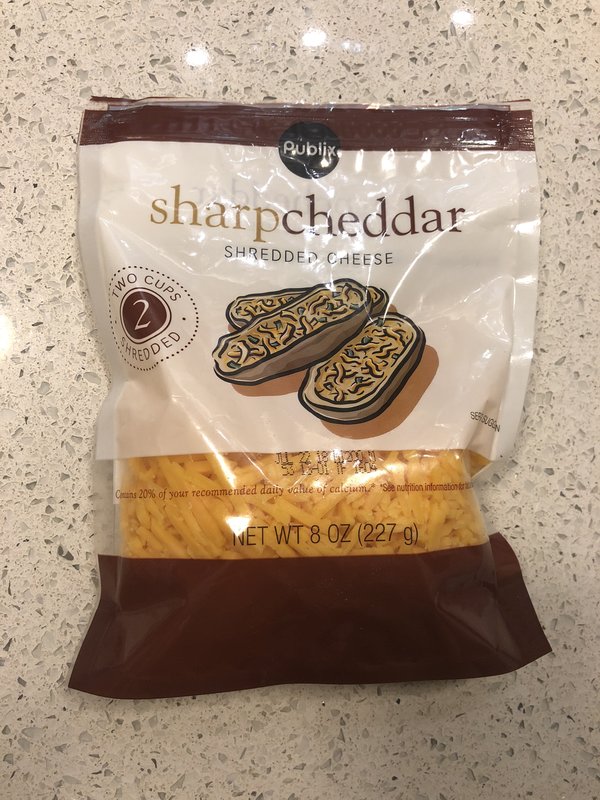 Publix
sharpcheddar
SHREDDED CHEESE
TWO CUPS
2
SHREDDED
Contains 20% of your recommended daily value of calcium.* *See nutrition information for
NET WT 8 OZ (227 g)